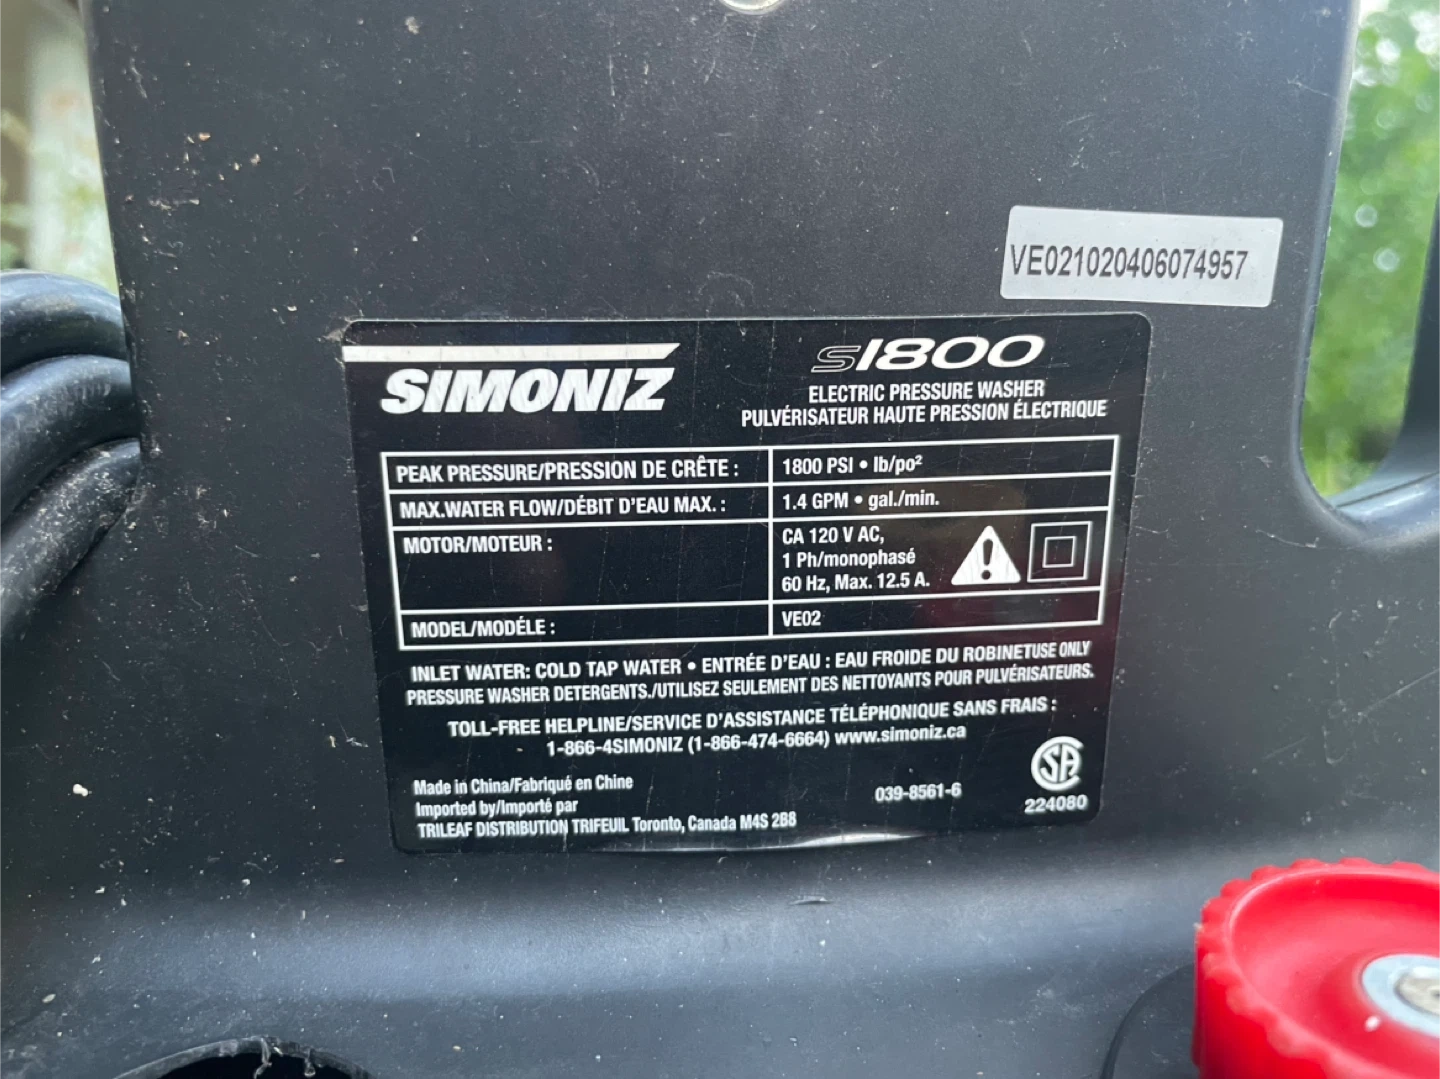 VE021020406074957
SIMONIZ
S1800
ELECTRIC PRESSURE WASHER
PULVÉRISATEUR HAUTE PRESSION ÉLECTRIQUE
PEAK PRESSURE/PRESSION DE CRÊTE : 1800 PSI • lb/po²
MAX.WATER FLOW/DÉBIT D'EAU MAX. : 1.4 GPM • gal./min.
MOTOR/MOTEUR : CA 120 V AC,
1 Ph/monophasé
60 Hz, Max. 12.5 A.
MODEL/MODÉLE : VE02
INLET WATER: COLD TAP WATER • ENTRÉE D'EAU : EAU FROIDE DU ROBINETUSE ONLY
PRESSURE WASHER DETERGENTS./UTILISEZ SEULEMENT DES NETTOYANTS POUR PULVÉRISATEURS.
TOLL-FREE HELPLINE/SERVICE D'ASSISTANCE TÉLÉPHONIQUE SANS FRAIS :
1-866-4SIMONIZ (1-866-474-6664) www.simoniz.ca
Made in China/Fabriqué en Chine
Imported by/Importé par
TRILEAF DISTRIBUTION TRIFEUIL Toronto, Canada M4S 2B8
039-8561-6
SA
224080